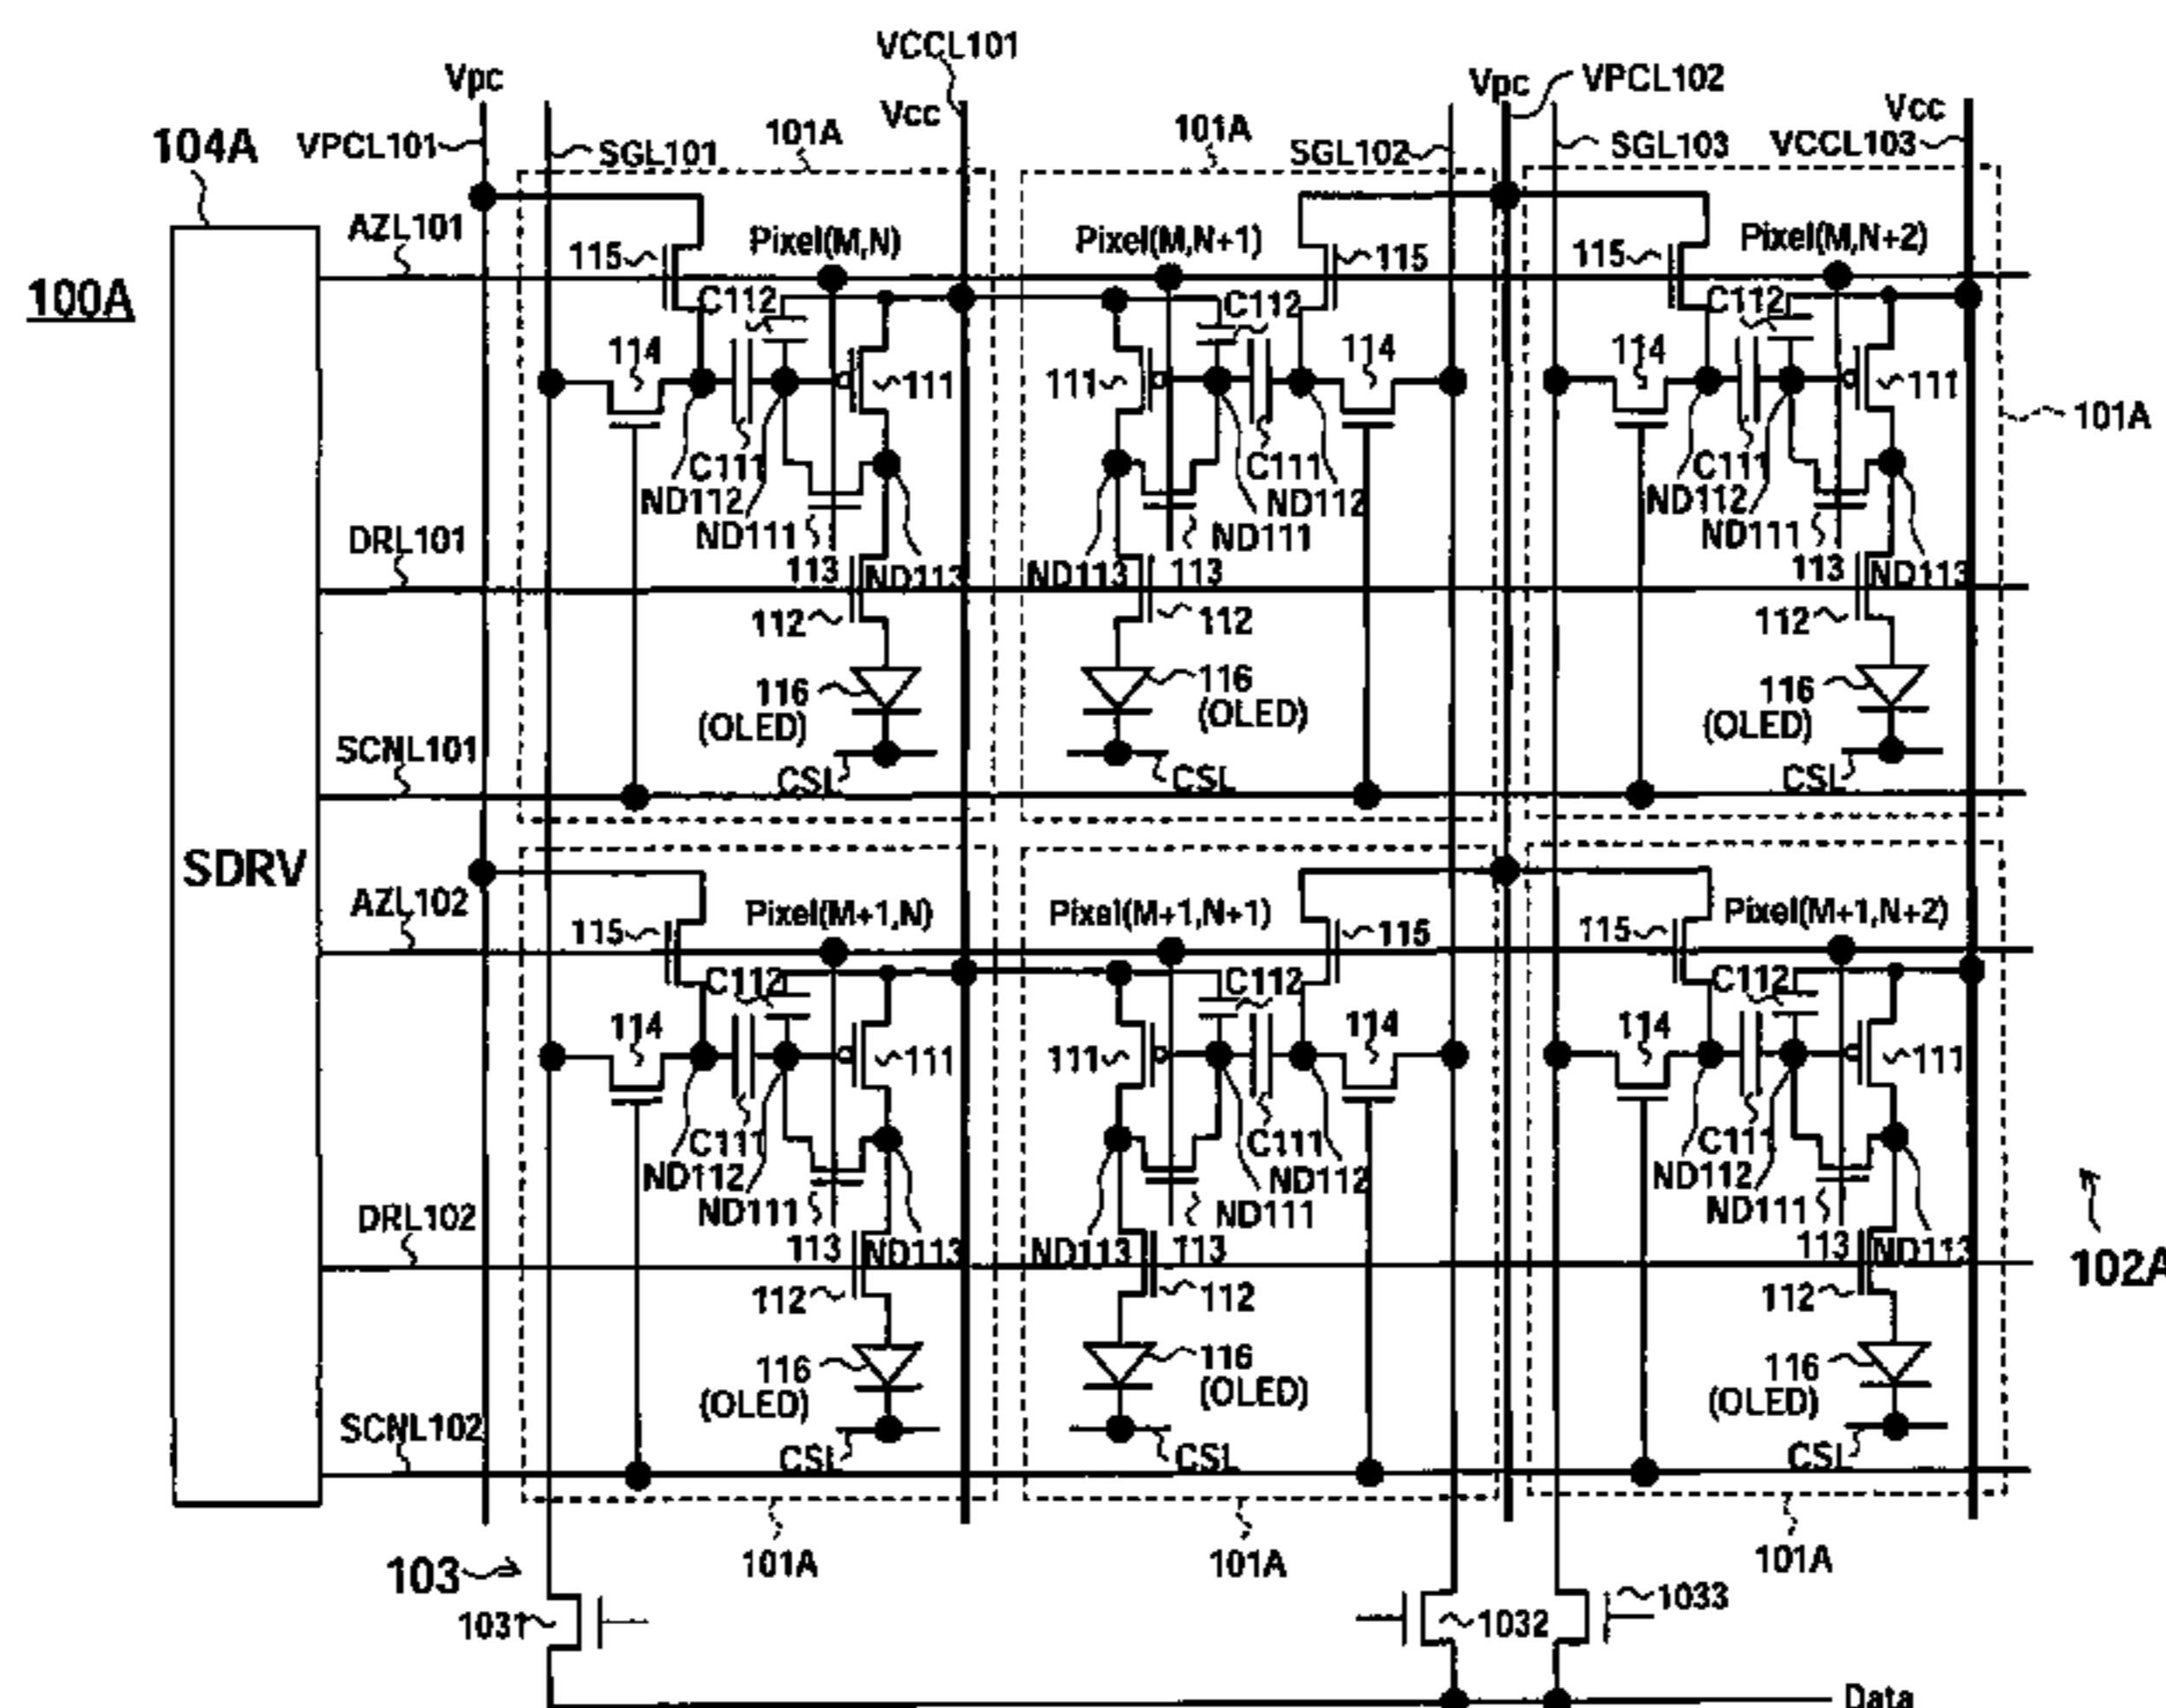 VCCL101
Vpc
Vcc
Vpc
VPCL102
Vcc
104A
VPCL101
SGL101
101A
101A
SGL102
SGL103
VCCL103
100A
AZL101
115
Pixel(M,N)
Pixel(M,N+1)
115
115
Pixel(M,N+2)
C112
C112
C112
114
111
111
114
114
111
101A
C111
C111
C111
ND112
ND112
ND112
ND111
ND111
ND111
DRL101
113
ND113
ND113
113
113
ND113
112
112
112
116
(OLED)
116
(OLED)
116
(OLED)
SCNL101
CSL
CSL
CSL
SDRV
AZL102
115
Pixel(M+1,N)
Pixel(M+1,N+1)
115
115
Pixel(M+1,N+2)
C112
C112
C112
114
111
111
114
114
111
C111
C111
C111
ND112
ND112
ND112
ND111
ND111
ND111
DRL102
113
ND113
ND113
113
113
ND113
102A
112
112
112
116
(OLED)
116
(OLED)
116
(OLED)
SCNL102
CSL
CSL
CSL
103
101A
101A
101A
1031
1032
1033
Data